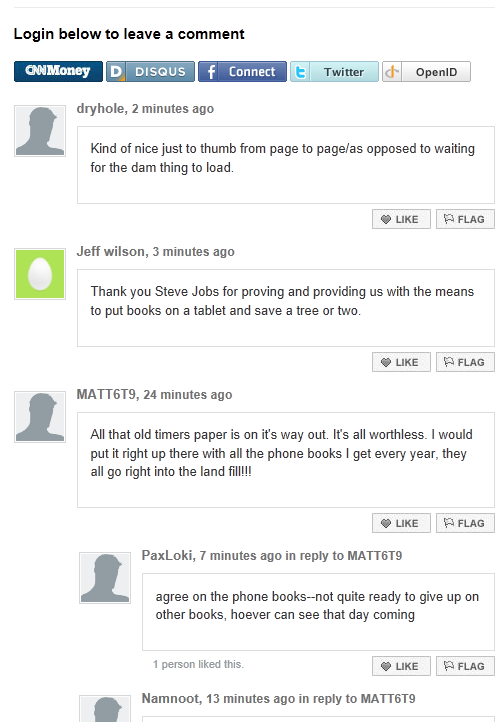 Login below to leave a comment
CNNMoney DISQUS Connect Twitter OpenID
dryhole, 2 minutes ago
Kind of nice just to thumb from page to page/as opposed to waiting
for the dam thing to load.
LIKE FLAG
Jeff wilson, 3 minutes ago
Thank you Steve Jobs for proving and providing us with the means
to put books on a tablet and save a tree or two.
LIKE FLAG
MATT6T9, 24 minutes ago
All that old timers paper is on it's way out. It's all worthless. I would
put it right up there with all the phone books I get every year, they
all go right into the land fill!!!
LIKE FLAG
PaxLoki, 7 minutes ago in reply to MATT6T9
agree on the phone books--not quite ready to give up on
other books, hoever can see that day coming
1 person liked this. LIKE FLAG
Namnoot, 13 minutes ago in reply to MATT6T9